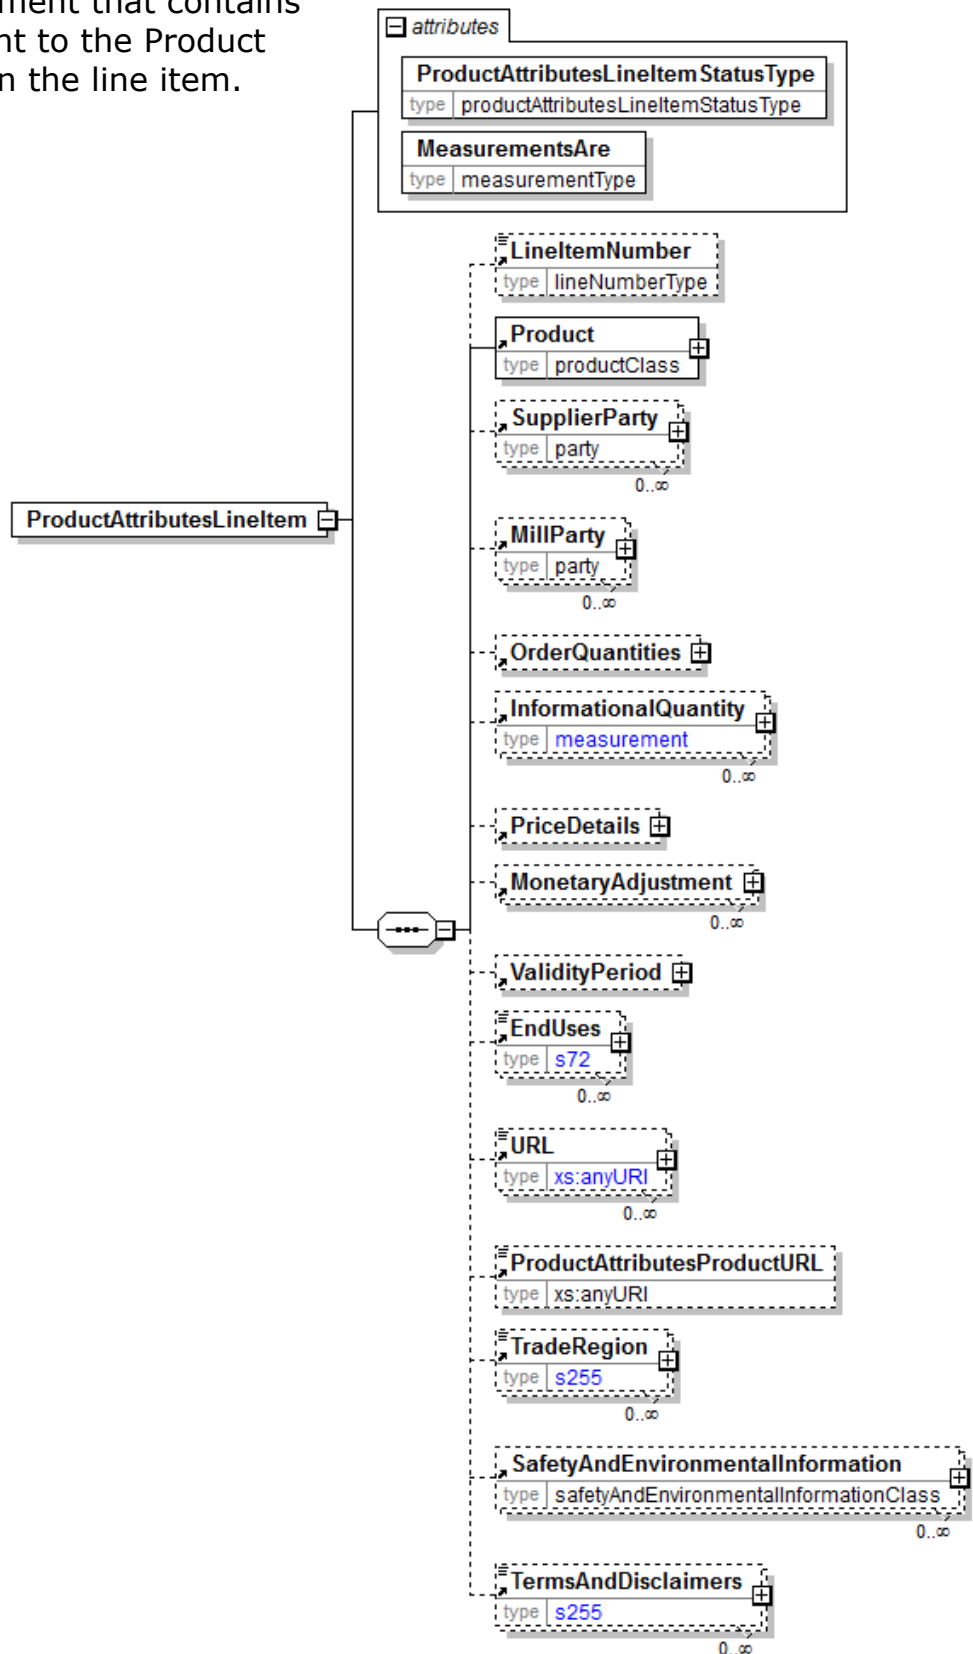 ment that contains
nt to the Product
n the line item.
attributes
ProductAttributesLineItemStatusType
type productAttributesLineItemStatusType
MeasurementsAre
type measurementType
LineItemNumber
type lineNumberType
Product
type productClass
SupplierParty
type party
0..∞
ProductAttributesLineItem
MillParty
type party
0..∞
OrderQuantities
InformationalQuantity
type measurement
0..∞
PriceDetails
MonetaryAdjustment
0..∞
ValidityPeriod
EndUses
type s72
0..∞
URL
type xs:anyURI
0..∞
ProductAttributesProductURL
type xs:anyURI
TradeRegion
type s255
0..∞
SafetyAndEnvironmentalInformation
type safetyAndEnvironmentalInformationClass
0..∞
TermsAndDisclaimers
type s255
0..∞